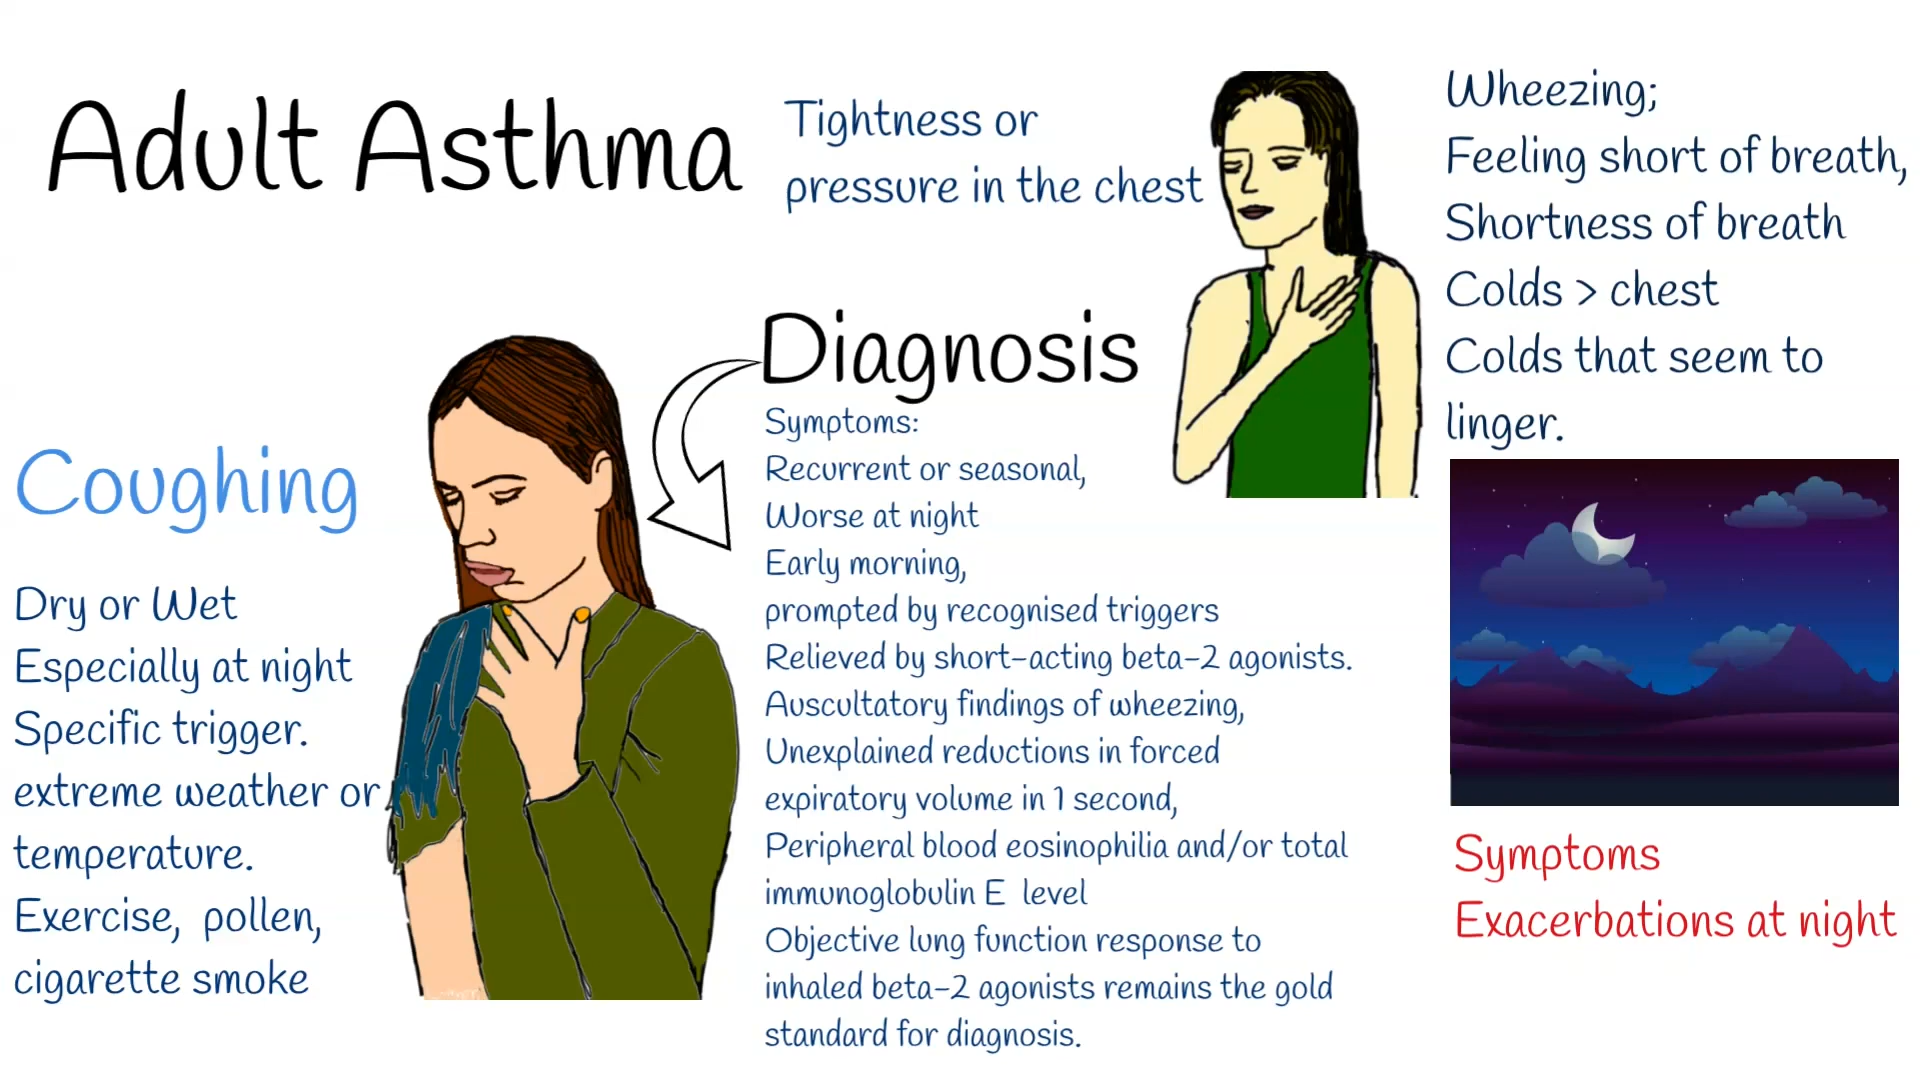 Adult Asthma
Tightness or
pressure in the chest
Wheezing;
Feeling short of breath,
Shortness of breath
Colds > chest
Colds that seem to
linger.
Coughing
Dry or Wet
Especially at night
Specific trigger.
extreme weather or
temperature.
Exercise, pollen,
cigarette smoke
Diagnosis
Symptoms:
Recurrent or seasonal,
Worse at night
Early morning,
prompted by recognised triggers
Relieved by short-acting beta-2 agonists.
Auscultatory findings of wheezing,
Unexplained reductions in forced
expiratory volume in 1 second,
Peripheral blood eosinophilia and/or total
immunoglobulin E level
Objective lung function response to
inhaled beta-2 agonists remains the gold
standard for diagnosis.
Symptoms
Exacerbations at night